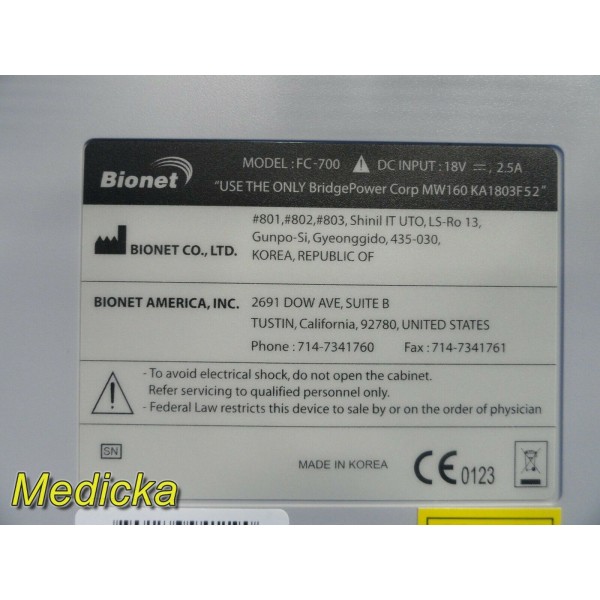 Bionet
MODEL : FC-700 ⚠ DC INPUT : 18V ⎓, 2.5A
"USE THE ONLY BridgePower Corp MW160 KA1803F52"
BIONET CO., LTD.
#801,#802,#803, Shinil IT UTO, LS-Ro 13,
Gunpo-Si, Gyeonggido, 435-030,
KOREA, REPUBLIC OF
BIONET AMERICA, INC.
2691 DOW AVE, SUITE B
TUSTIN, California, 92780, UNITED STATES
Phone : 714-7341760 Fax : 714-7341761
- To avoid electrical shock, do not open the cabinet.
Refer servicing to qualified personnel only.
- Federal Law restricts this device to sale by or on the order of physician
SN
MADE IN KOREA
CE 0123
Medicka